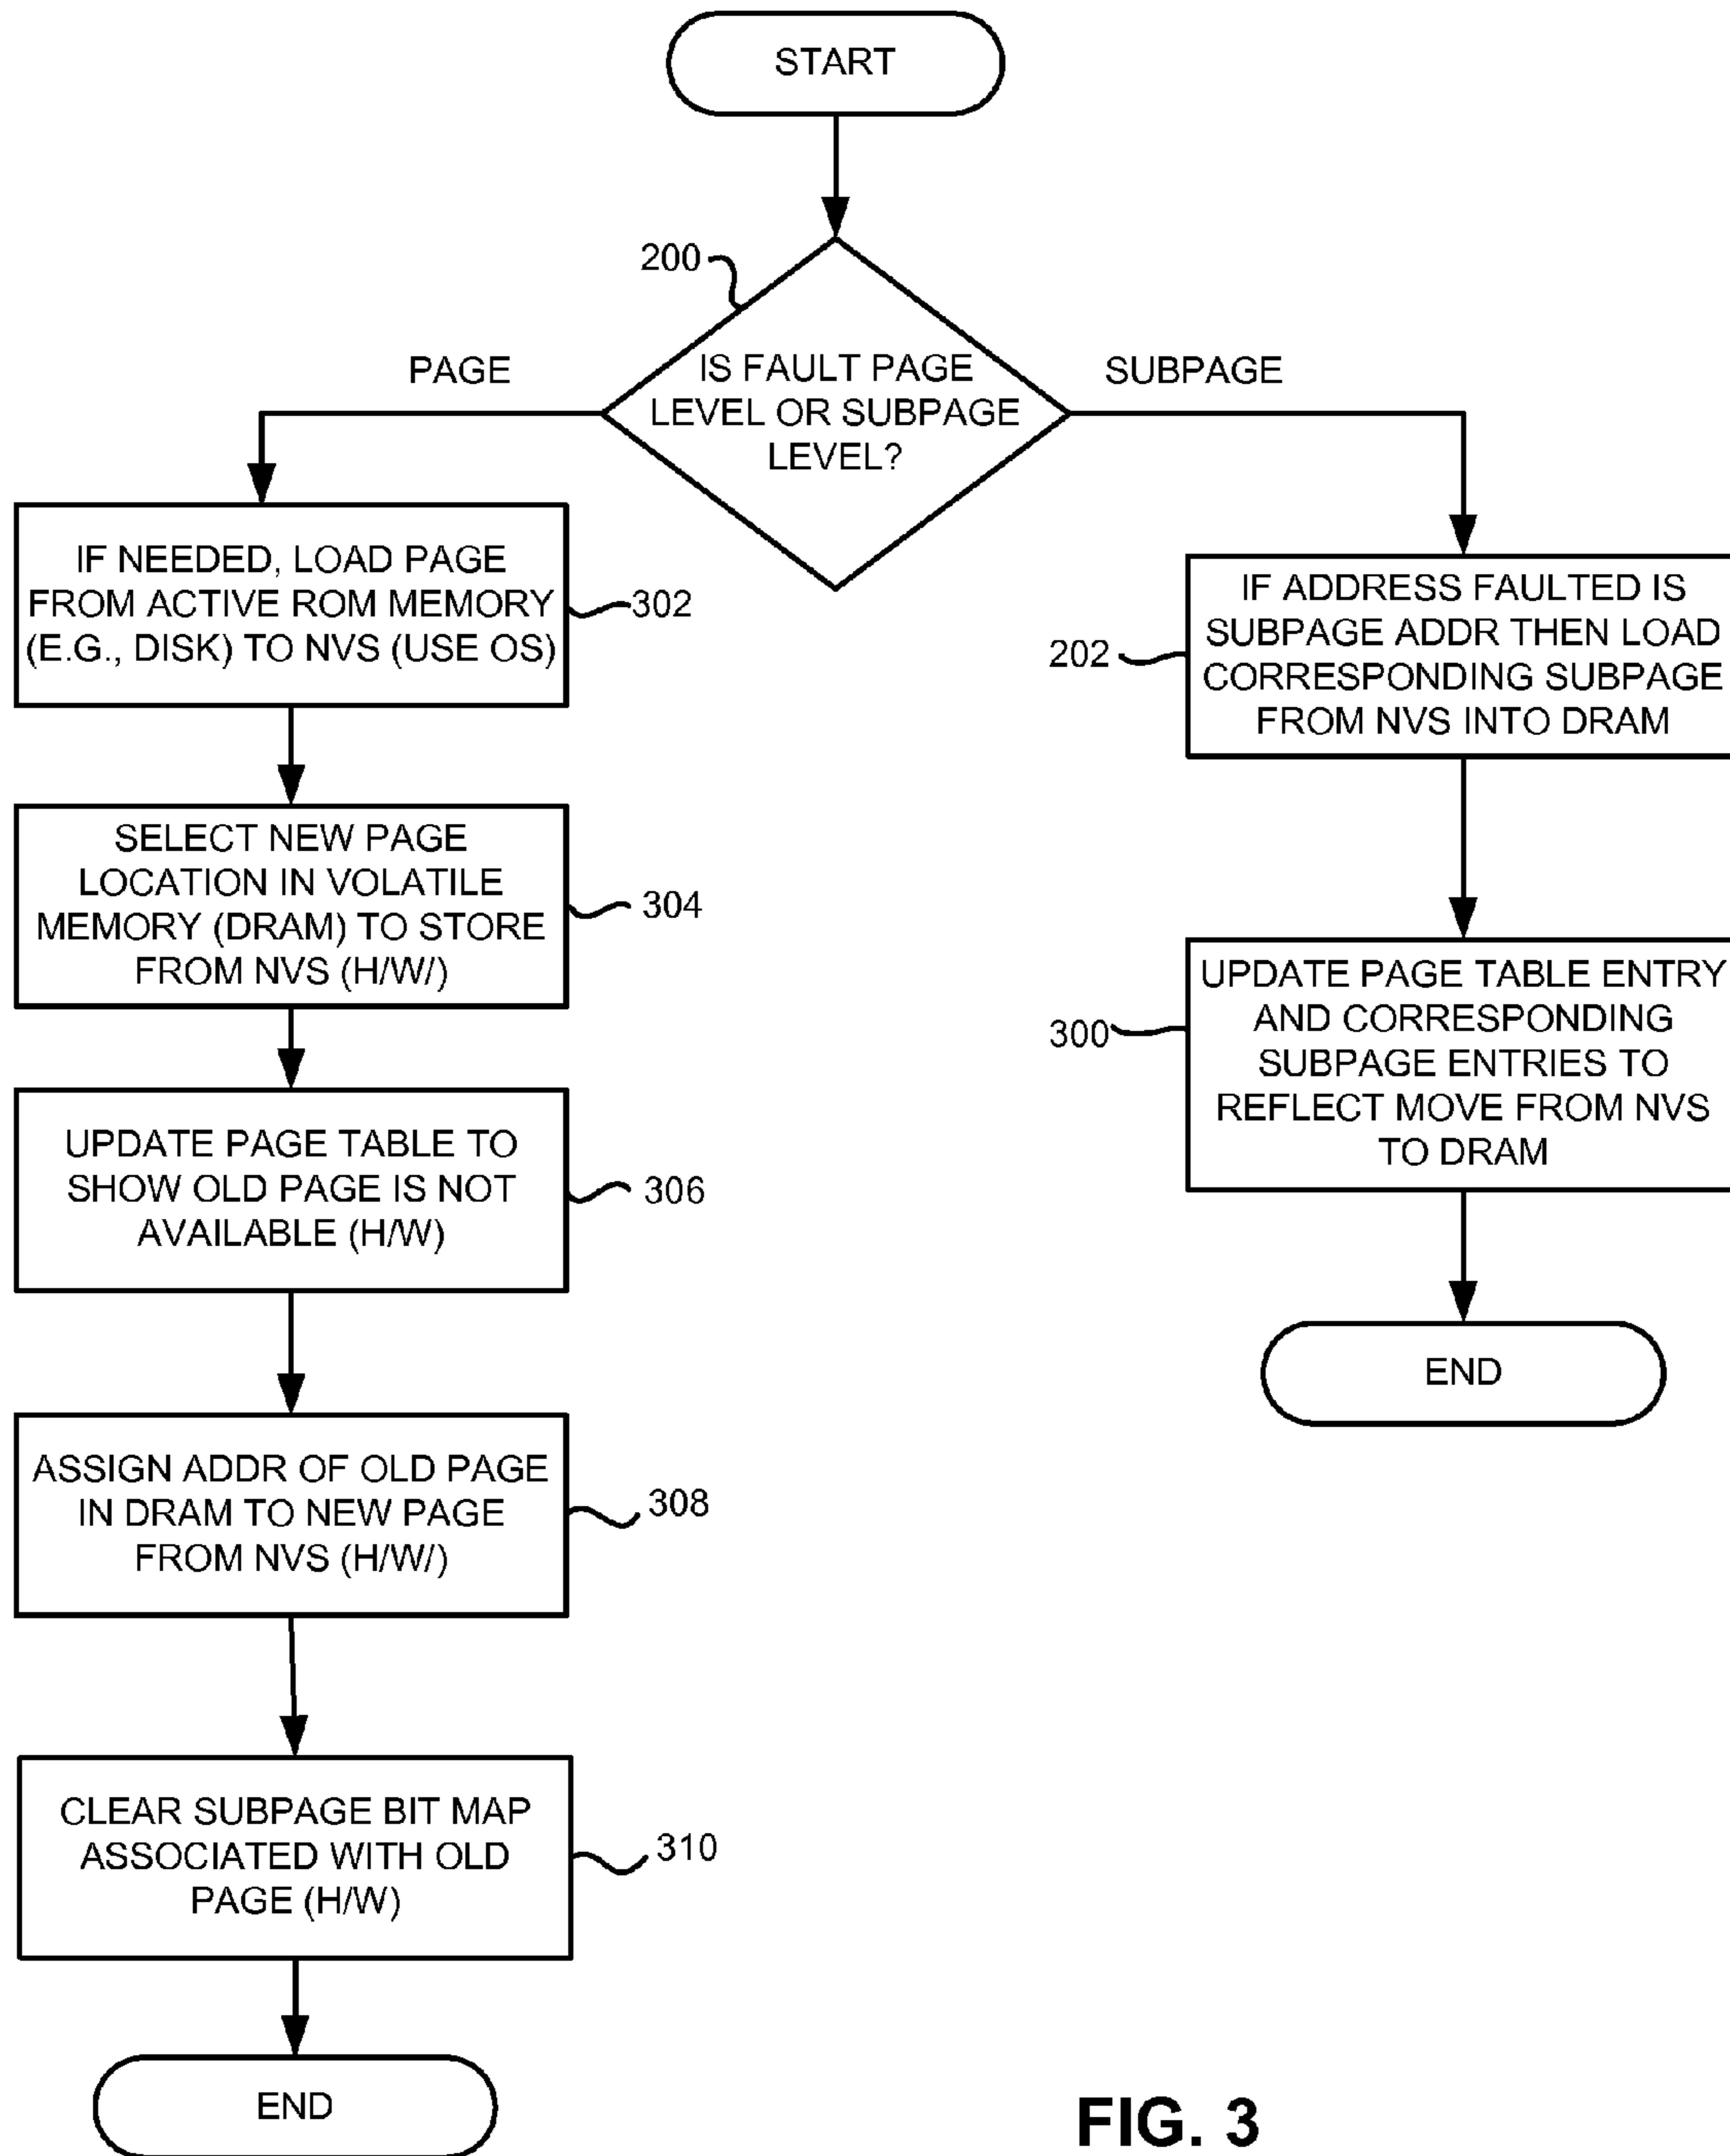 START
200
IS FAULT PAGE
LEVEL OR SUBPAGE
LEVEL?
PAGE
SUBPAGE
IF NEEDED, LOAD PAGE
FROM ACTIVE ROM MEMORY
(E.G., DISK) TO NVS (USE OS)
302
SELECT NEW PAGE
LOCATION IN VOLATILE
MEMORY (DRAM) TO STORE
FROM NVS (H/W/)
304
UPDATE PAGE TABLE TO
SHOW OLD PAGE IS NOT
AVAILABLE (H/W)
306
ASSIGN ADDR OF OLD PAGE
IN DRAM TO NEW PAGE
FROM NVS (H/W/)
308
CLEAR SUBPAGE BIT MAP
ASSOCIATED WITH OLD
PAGE (H/W)
310
END
IF ADDRESS FAULTED IS
SUBPAGE ADDR THEN LOAD
CORRESPONDING SUBPAGE
FROM NVS INTO DRAM
202
UPDATE PAGE TABLE ENTRY
AND CORRESPONDING
SUBPAGE ENTRIES TO
REFLECT MOVE FROM NVS
TO DRAM
300
END
FIG. 3